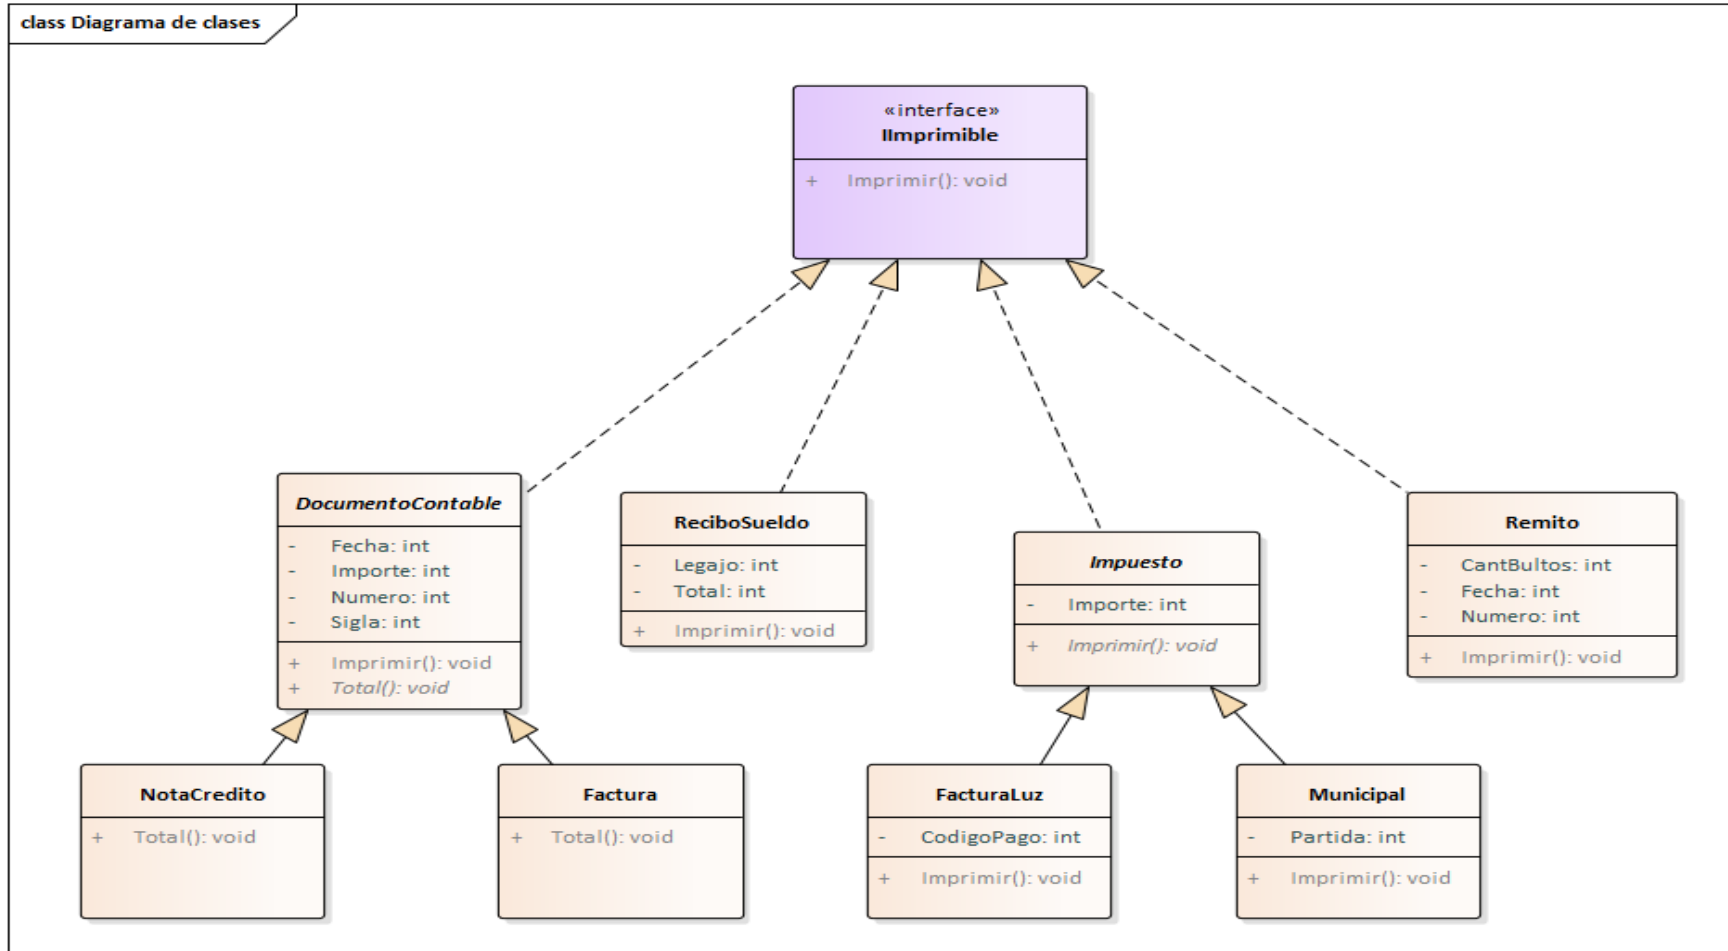 class Diagrama de clases
«interface»
IImprimible
+ Imprimir(): void
DocumentoContable
- Fecha: int
- Importe: int
- Numero: int
- Sigla: int
+ Imprimir(): void
+ Total(): void
ReciboSueldo
- Legajo: int
- Total: int
+ Imprimir(): void
Impuesto
- Importe: int
+ Imprimir(): void
Remito
- CantBultos: int
- Fecha: int
- Numero: int
+ Imprimir(): void
NotaCredito
+ Total(): void
Factura
+ Total(): void
FacturaLuz
- CodigoPago: int
+ Imprimir(): void
Municipal
- Partida: int
+ Imprimir(): void